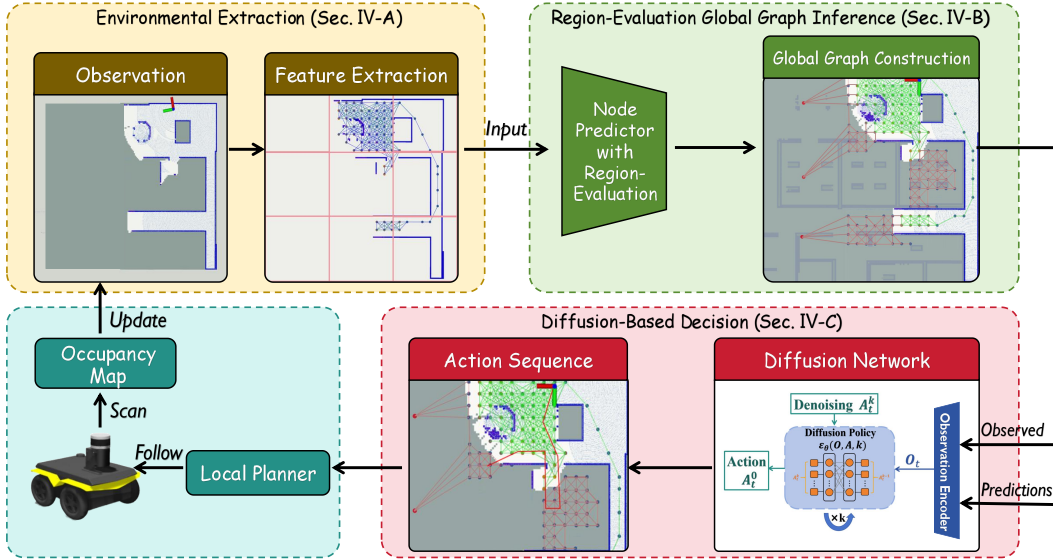 Environmental Extraction (Sec. IV-A)
Observation
Feature Extraction
Input
Region-Evaluation Global Graph Inference (Sec. IV-B)
Node
Predictor
with
Region-
Evaluation
Global Graph Construction
Update
Occupancy
Map
Scan
Follow
Local Planner
Diffusion-Based Decision (Sec. IV-C)
Action Sequence
Diffusion Network
Denoising A_t^k
Diffusion Policy
ε_θ(O, A, k)
Action
A_t^0
×k
O_t
Observation Encoder
Observed
Predictions